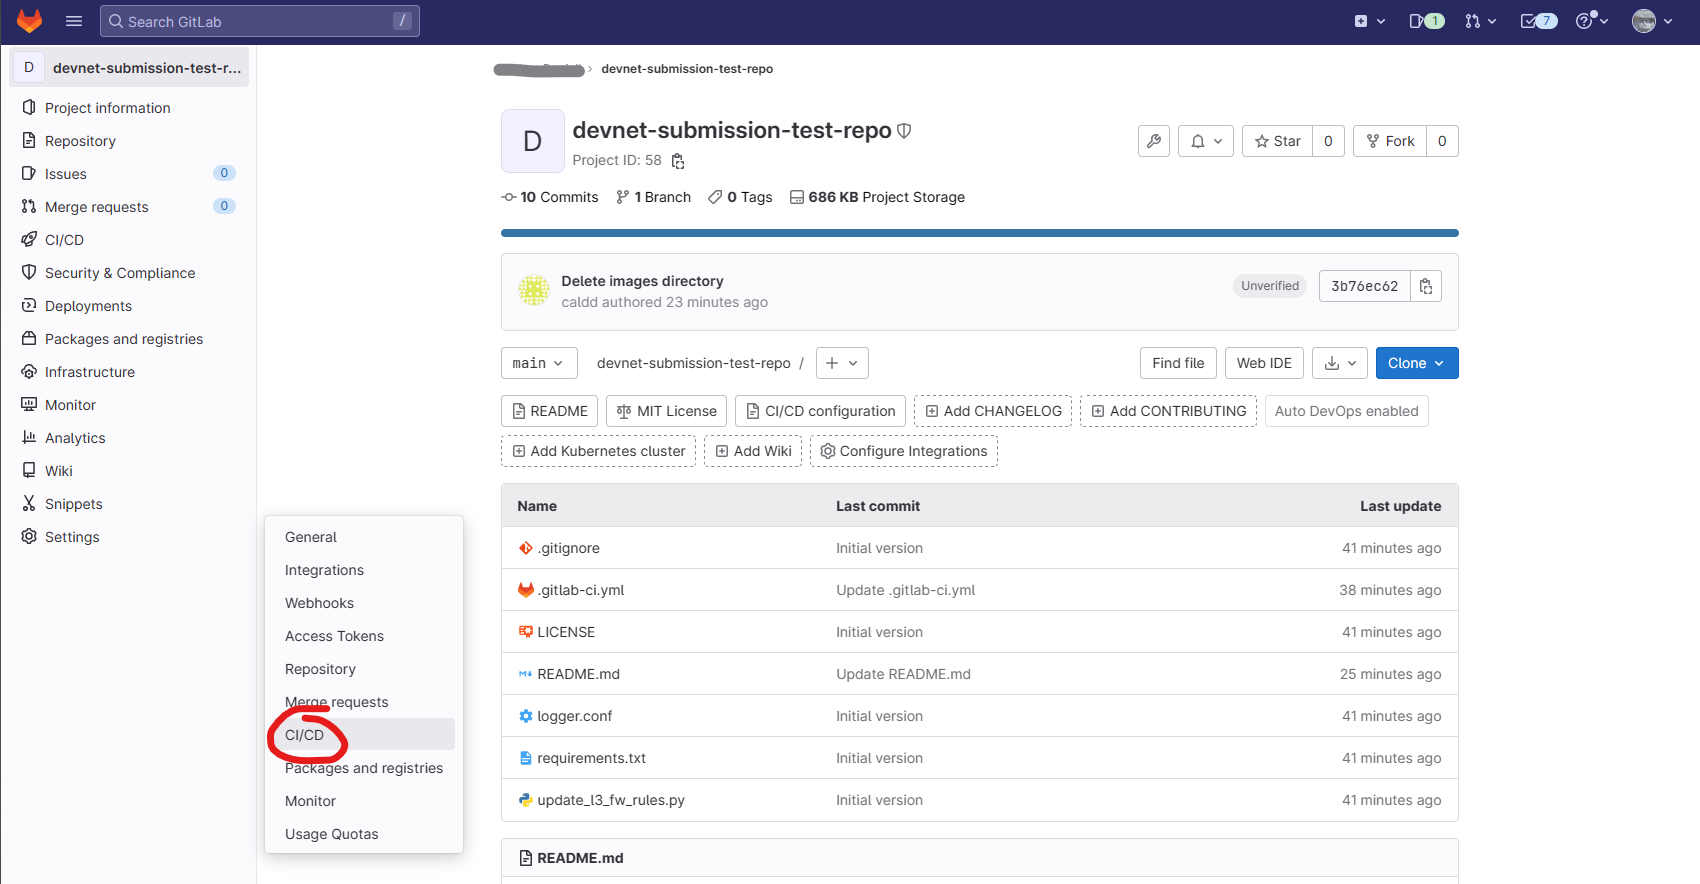 Search GitLab /
1
7
D devnet-submission-test-r...
Project information
Repository
Issues 0
Merge requests 0
CI/CD
Security & Compliance
Deployments
Packages and registries
Infrastructure
Monitor
Analytics
Wiki
Snippets
Settings
General
Integrations
Webhooks
Access Tokens
Repository
Merge requests
CI/CD
Packages and registries
Monitor
Usage Quotas
› devnet-submission-test-repo
D
devnet-submission-test-repo
Project ID: 58
Star 0
Fork 0
10 Commits 1 Branch 0 Tags 686 KB Project Storage
Delete images directory
caldd authored 23 minutes ago
Unverified
3b76ec62
main
devnet-submission-test-repo / +
Find file
Web IDE
Clone
README MIT License CI/CD configuration Add CHANGELOG Add CONTRIBUTING Auto DevOps enabled
Add Kubernetes cluster Add Wiki Configure Integrations
Name Last commit Last update
.gitignore Initial version 41 minutes ago
.gitlab-ci.yml Update .gitlab-ci.yml 38 minutes ago
LICENSE Initial version 41 minutes ago
README.md Update README.md 25 minutes ago
logger.conf Initial version 41 minutes ago
requirements.txt Initial version 41 minutes ago
update_l3_fw_rules.py Initial version 41 minutes ago
README.md